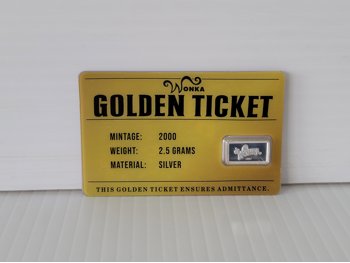 WONKA
GOLDEN TICKET
MINTAGE: 2000
WEIGHT: 2.5 GRAMS
MATERIAL: SILVER
THIS GOLDEN TICKET ENSURES ADMITTANCE.